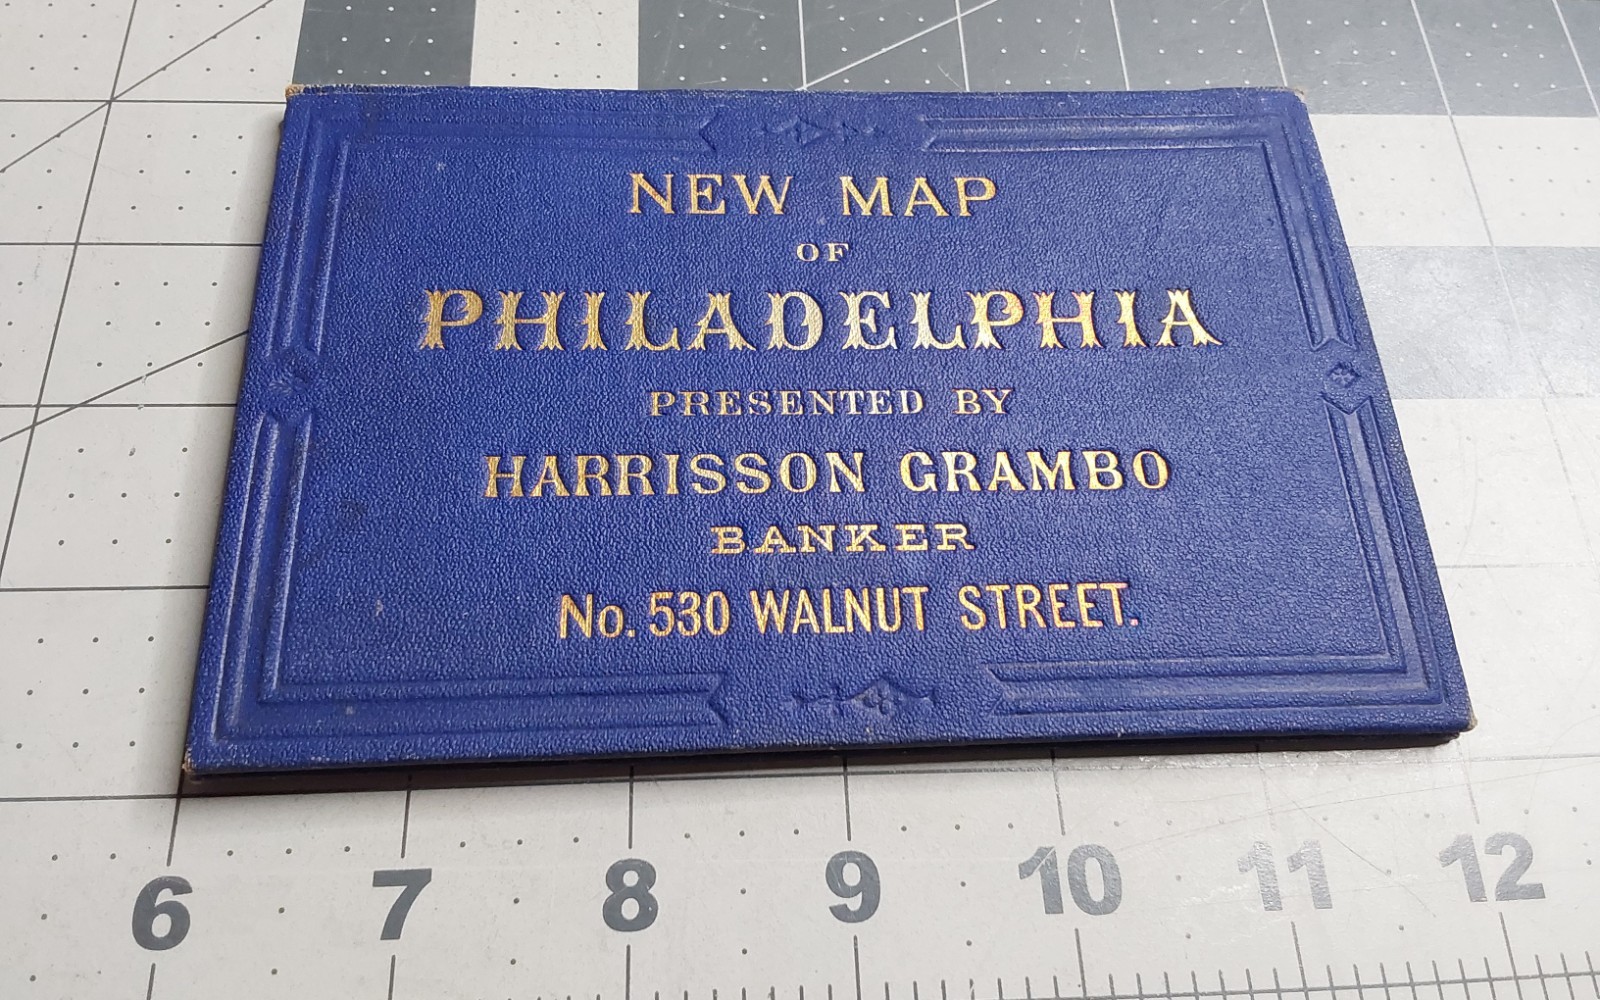 NEW MAP
OF
PHILADELPHIA
PRESENTED BY
HARRISSON GRAMBO
BANKER
No. 530 WALNUT STREET.
6 7 8 9 10 11 12